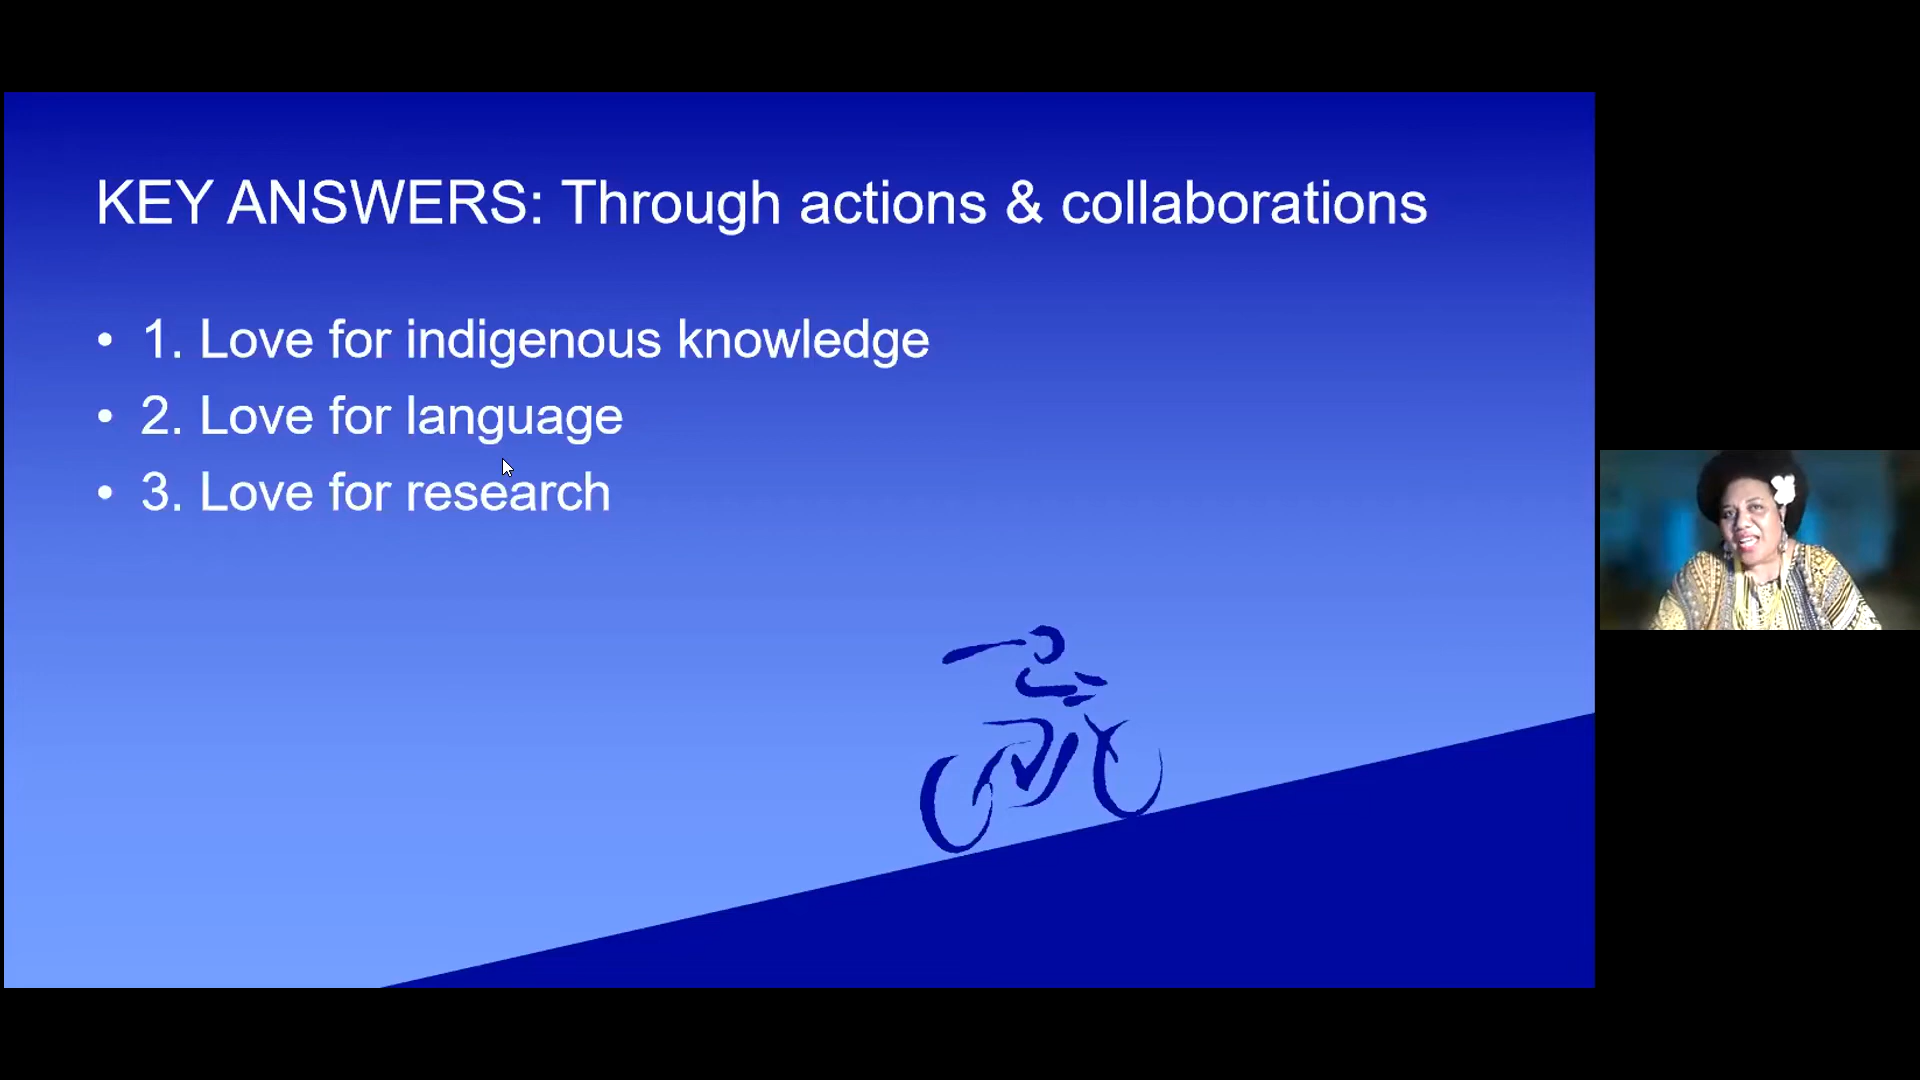 KEY ANSWERS: Through actions & collaborations
• 1. Love for indigenous knowledge
• 2. Love for language
• 3. Love for research